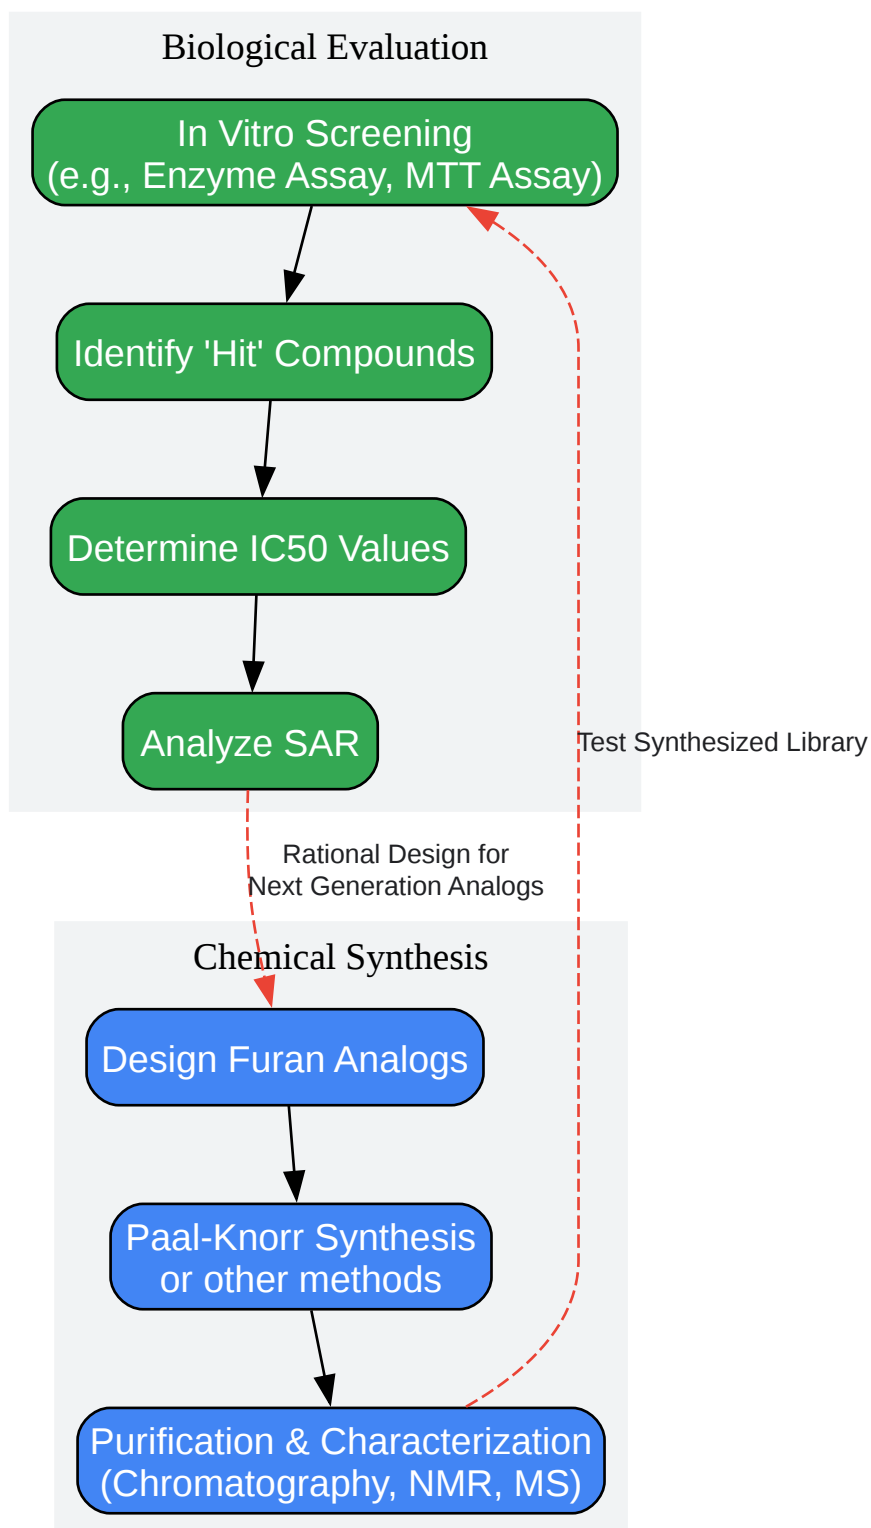 Biological Evaluation
In Vitro Screening
(e.g., Enzyme Assay, MTT Assay)
Identify 'Hit' Compounds
Determine IC50 Values
Analyze SAR
Test Synthesized Library
Rational Design for
Next Generation Analogs
Chemical Synthesis
Design Furan Analogs
Paal-Knorr Synthesis
or other methods
Purification & Characterization
(Chromatography, NMR, MS)